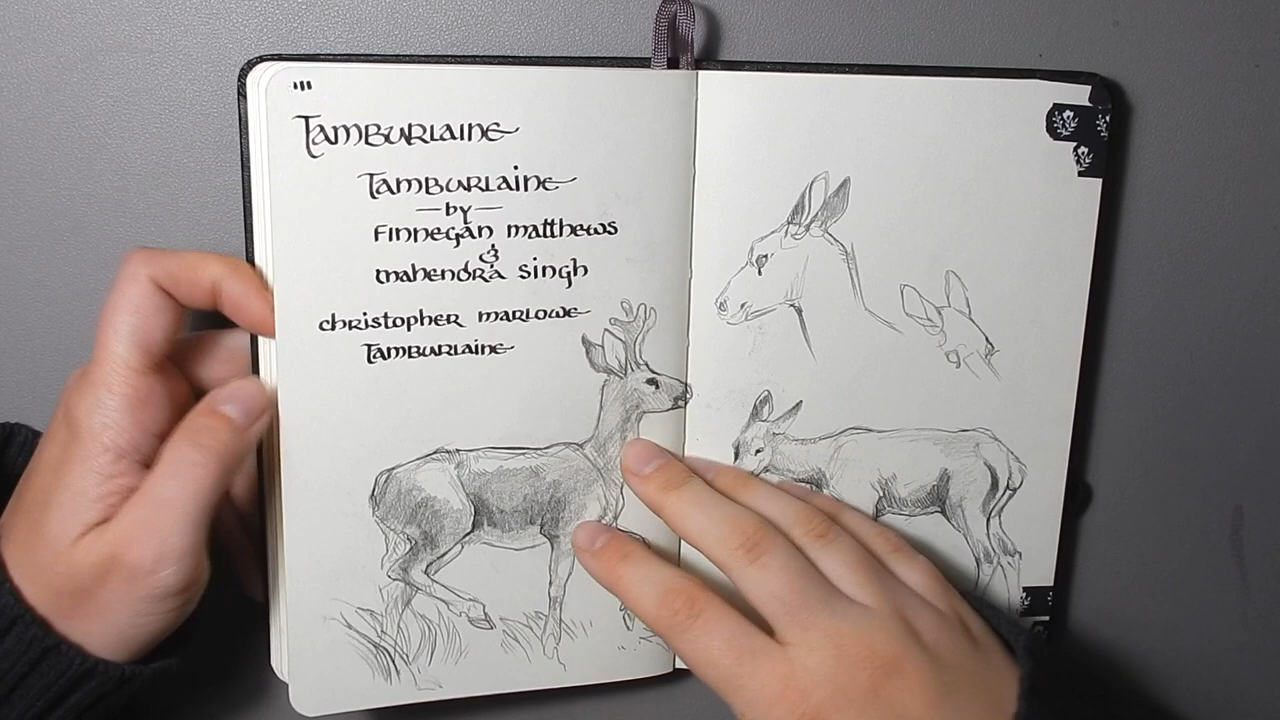 Tamburlaine
Tamburlaine
—by—
Finnegan Matthews
&
Mahendra Singh
Christopher Marlowe
Tamburlaine